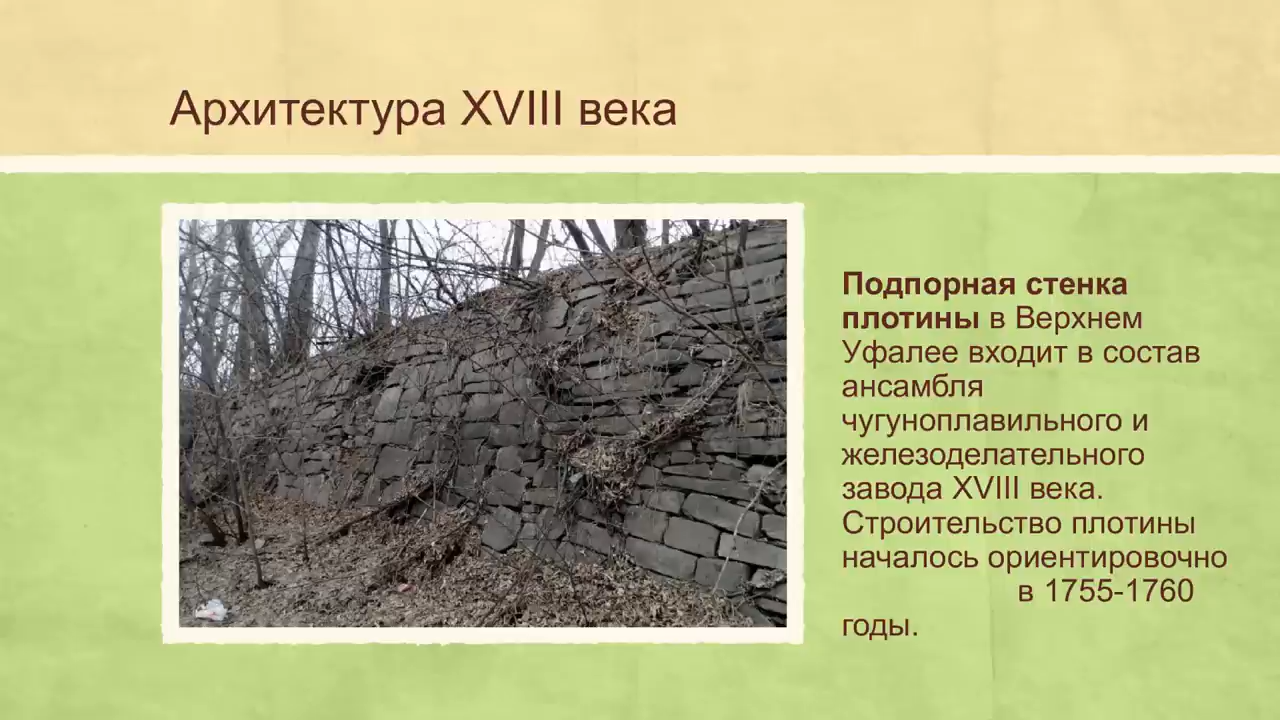 Архитектура XVIII века
Подпорная стенка
плотины в Верхнем
Уфалее входит в состав
ансамбля
чугуноплавильного и
железоделательного
завода XVIII века.
Строительство плотины
началось ориентировочно
в 1755-1760
годы.